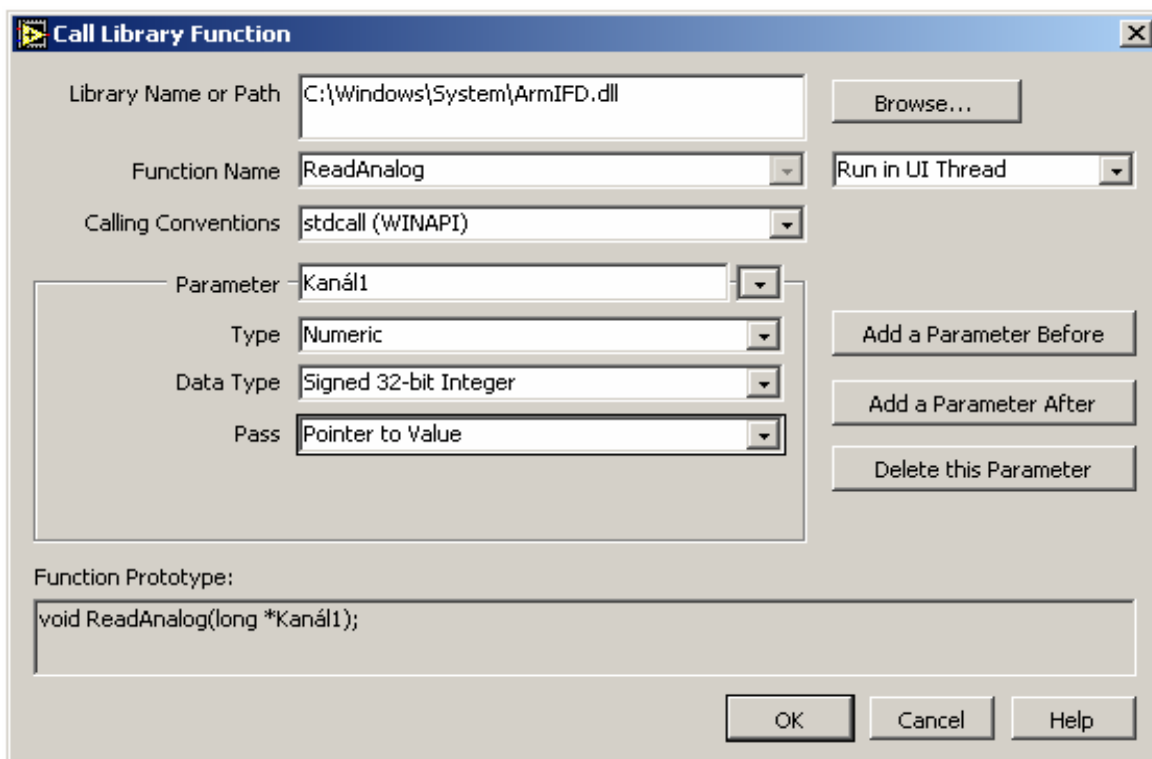 Call Library Function
Library Name or Path C:\Windows\System\ArmIFD.dll Browse...
Function Name ReadAnalog Run in UI Thread
Calling Conventions stdcall (WINAPI)
Parameter Kanál1
Type Numeric Add a Parameter Before
Data Type Signed 32-bit Integer Add a Parameter After
Pass Pointer to Value Delete this Parameter
Function Prototype:
void ReadAnalog(long *Kanál1);
OK Cancel Help